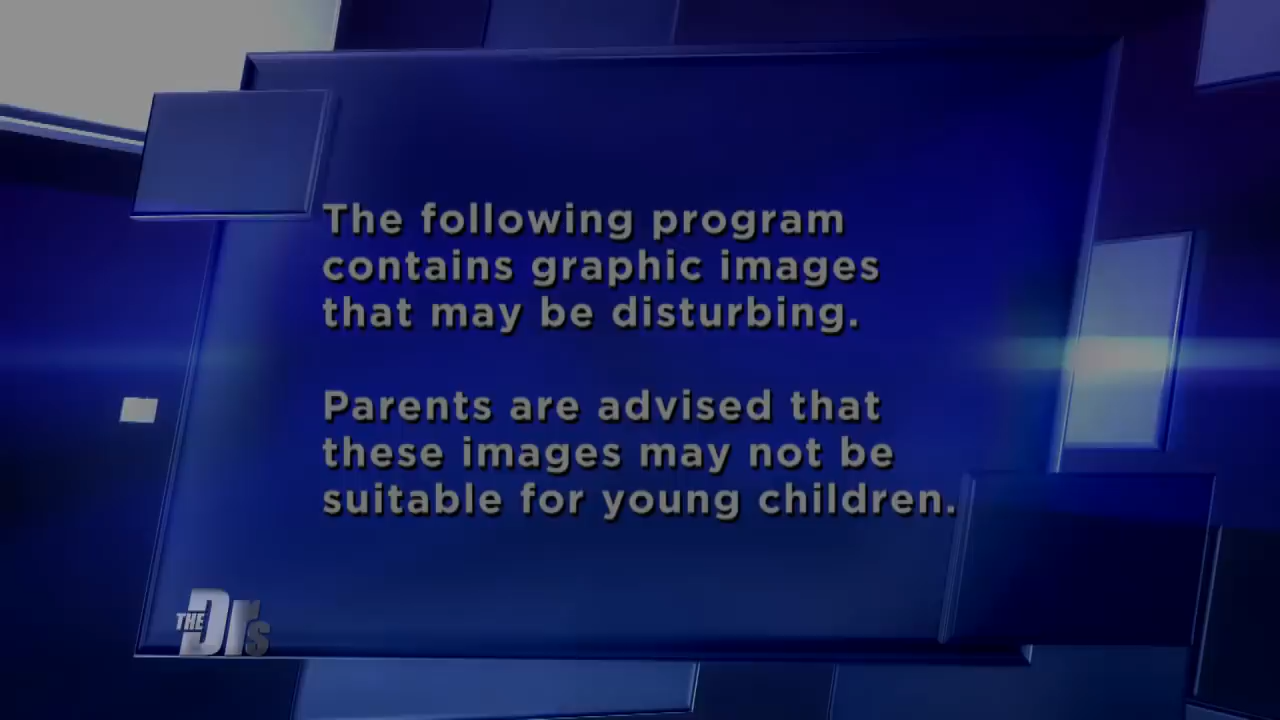 The following program
contains graphic images
that may be disturbing.
Parents are advised that
these images may not be
suitable for young children.
THE Drs